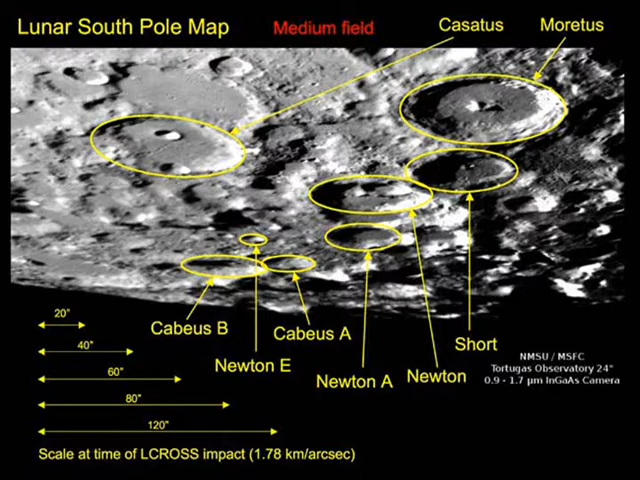 Lunar South Pole Map
Medium field
Casatus
Moretus
Cabeus B
Newton E
Cabeus A
Newton A
Newton
Short
20"
40"
60"
80"
120"
NMSU / MSFC
Tortugas Observatory 24"
0.9 - 1.7 µm InGaAs Camera
Scale at time of LCROSS impact (1.78 km/arcsec)